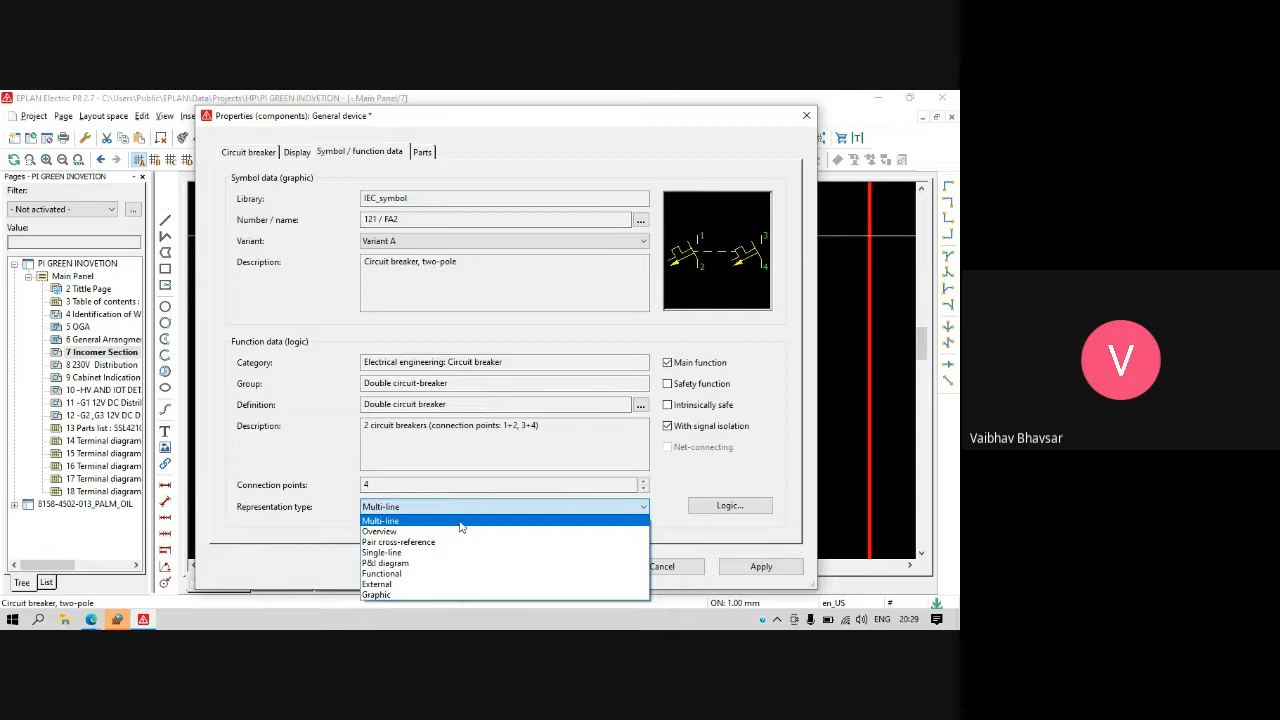 EPLAN Electric P8 2.7 - C:\Users\Public\EPLAN\Data\Projects\HP\PI GREEN INOVETION - [=Main Panel/7]
Project Page Layout space Edit View
Properties (components): General device *
Pages - PI GREEN INOVETION
Filter:
- Not activated -
...
Value:
PI GREEN INOVETION
Main Panel
2 Tittle Page
3 Table of contents :
4 Identification of W
5 OGA
6 General Arrangme
7 Incomer Section
8 230V Distribution
9 Cabinet Indication
10 -HV AND IOT DET
11 -G1 12V DC Distri
12 -G2 ,G3 12V DC D
13 Parts list : 5SL4210
14 Terminal diagram
15 Terminal diagram
16 Terminal diagram
17 Terminal diagram
18 Terminal diagram
8158-4502-013_PALM_OIL
Tree List
Circuit breaker Display Symbol / function data Parts
Symbol data (graphic)
Library: IEC_symbol
Number / name: 121 / FA2 ...
Variant: Variant A
Description: Circuit breaker, two-pole
1 3
2 4
Function data (logic)
Category: Electrical engineering: Circuit breaker Main function
Group: Double circuit-breaker Safety function
Definition: Double circuit breaker ... Intrinsically safe
Description: 2 circuit breakers (connection points: 1+2, 3+4) With signal isolation
Net-connecting
Connection points: 4
Representation type: Multi-line Logic...
Multi-line
Overview
Pair cross-reference
Single-line
P&I diagram
Functional
External
Graphic
Cancel Apply
Circuit breaker, two-pole ON: 1.00 mm en_US #
ENG 20:29
V
Vaibhav Bhavsar